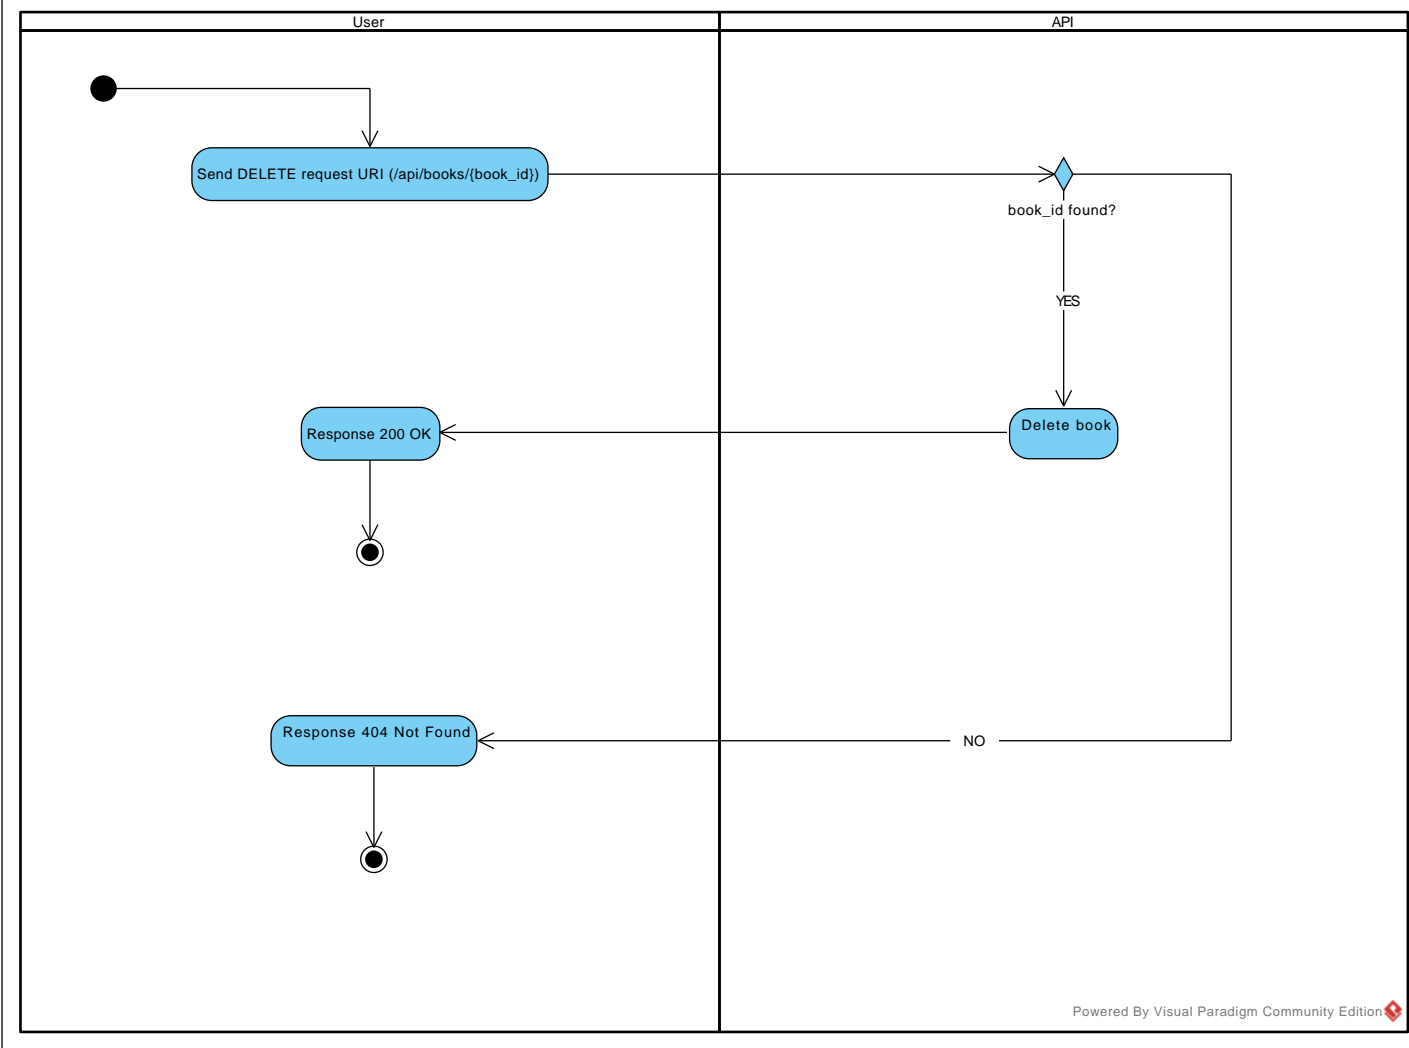 User
API
Send DELETE request URI (/api/books/{book_id})
book_id found?
YES
Response 200 OK
Delete book
Response 404 Not Found
NO
Powered By Visual Paradigm Community Edition